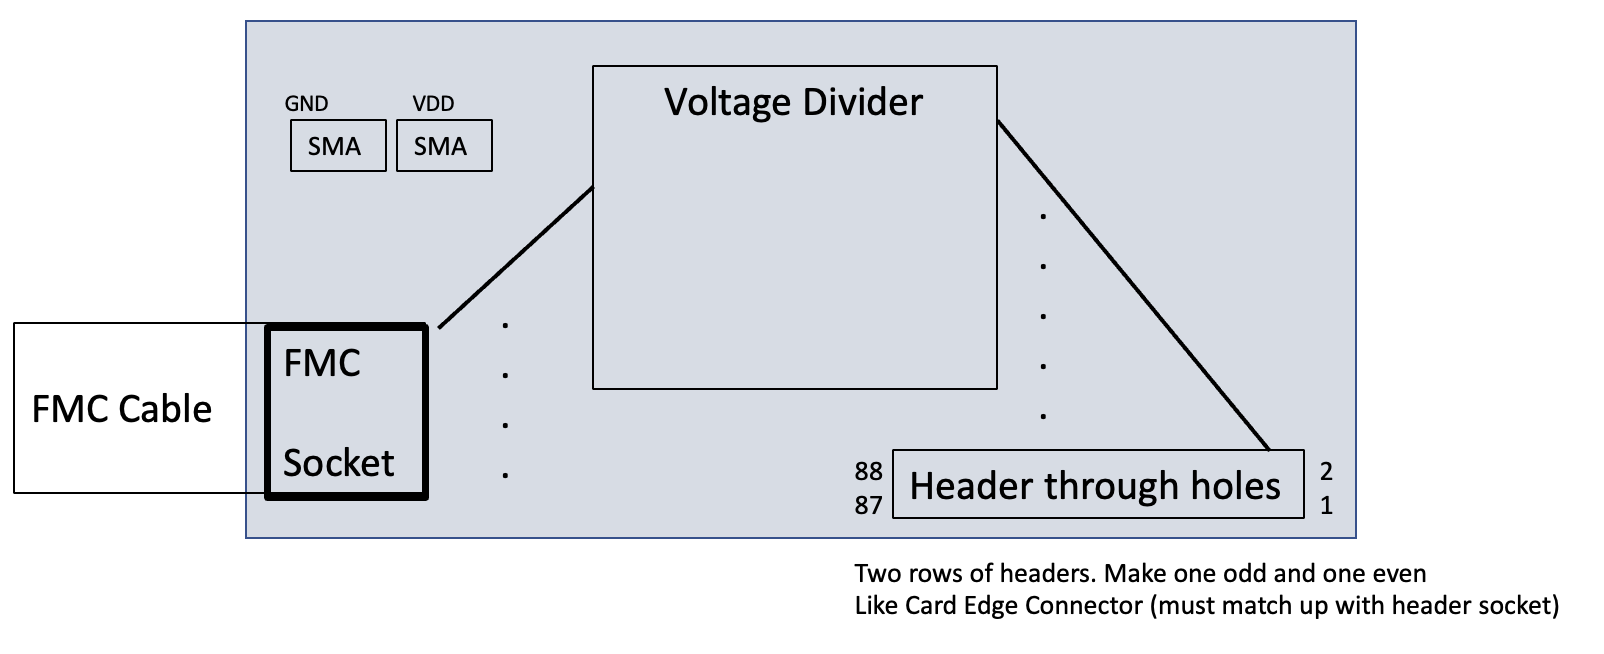 Voltage Divider
GND
VDD
SMA
SMA
FMC
Socket
FMC Cable
88
87
Header through holes
2
1
Two rows of headers. Make one odd and one even
Like Card Edge Connector (must match up with header socket)